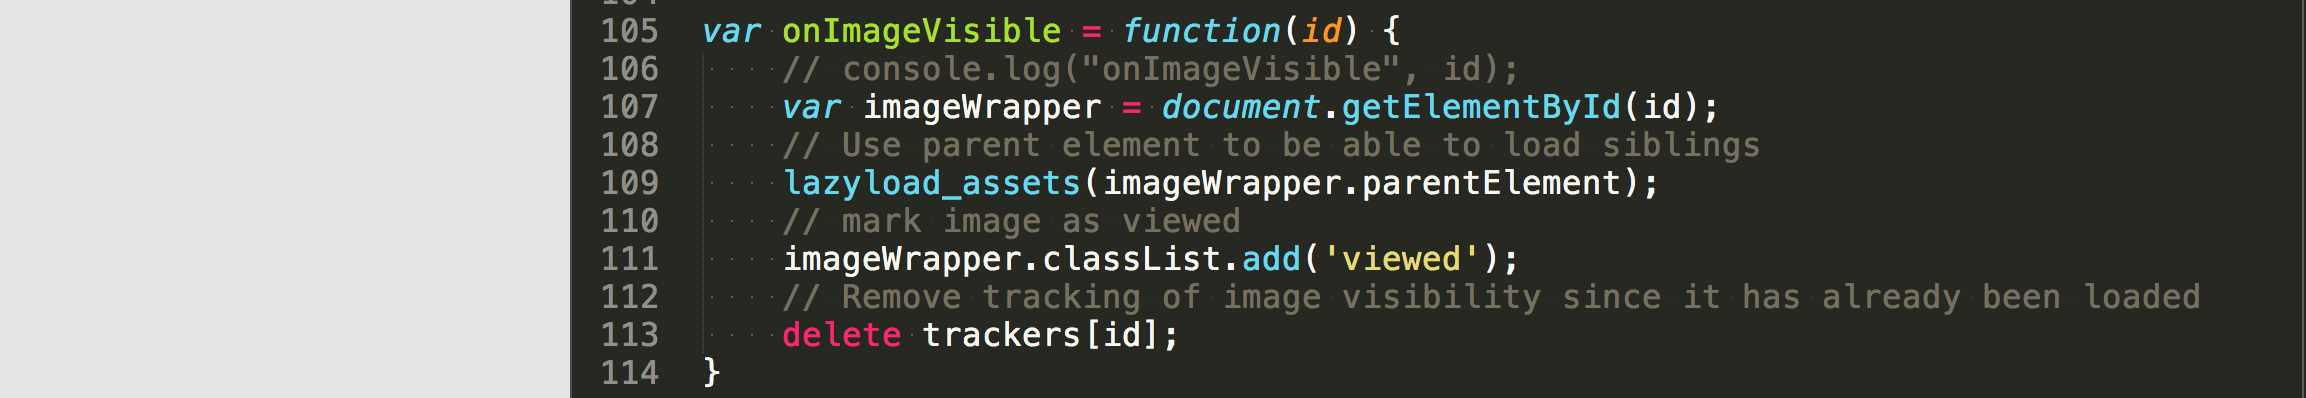 105 var onImageVisible = function(id) {
106 // console.log("onImageVisible", id);
107 var imageWrapper = document.getElementById(id);
108 // Use parent element to be able to load siblings
109 lazyload_assets(imageWrapper.parentElement);
110 // mark image as viewed
111 imageWrapper.classList.add('viewed');
112 // Remove tracking of image visibility since it has already been loaded
113 delete trackers[id];
114 }